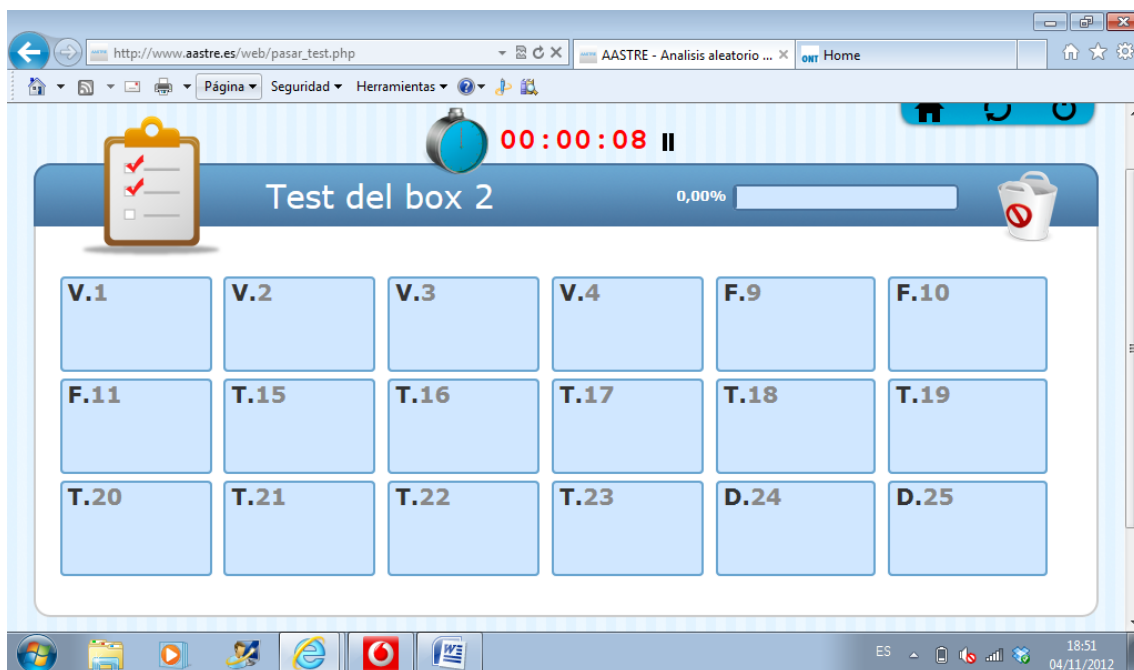 http://www.aastre.es/web/pasar_test.php
AASTRE - Analisis aleatorio ...
ONT Home
Página Seguridad Herramientas
00:00:08
Test del box 2
0,00%
V.1 V.2 V.3 V.4 F.9 F.10
F.11 T.15 T.16 T.17 T.18 T.19
T.20 T.21 T.22 T.23 D.24 D.25
ES
18:51
04/11/2012